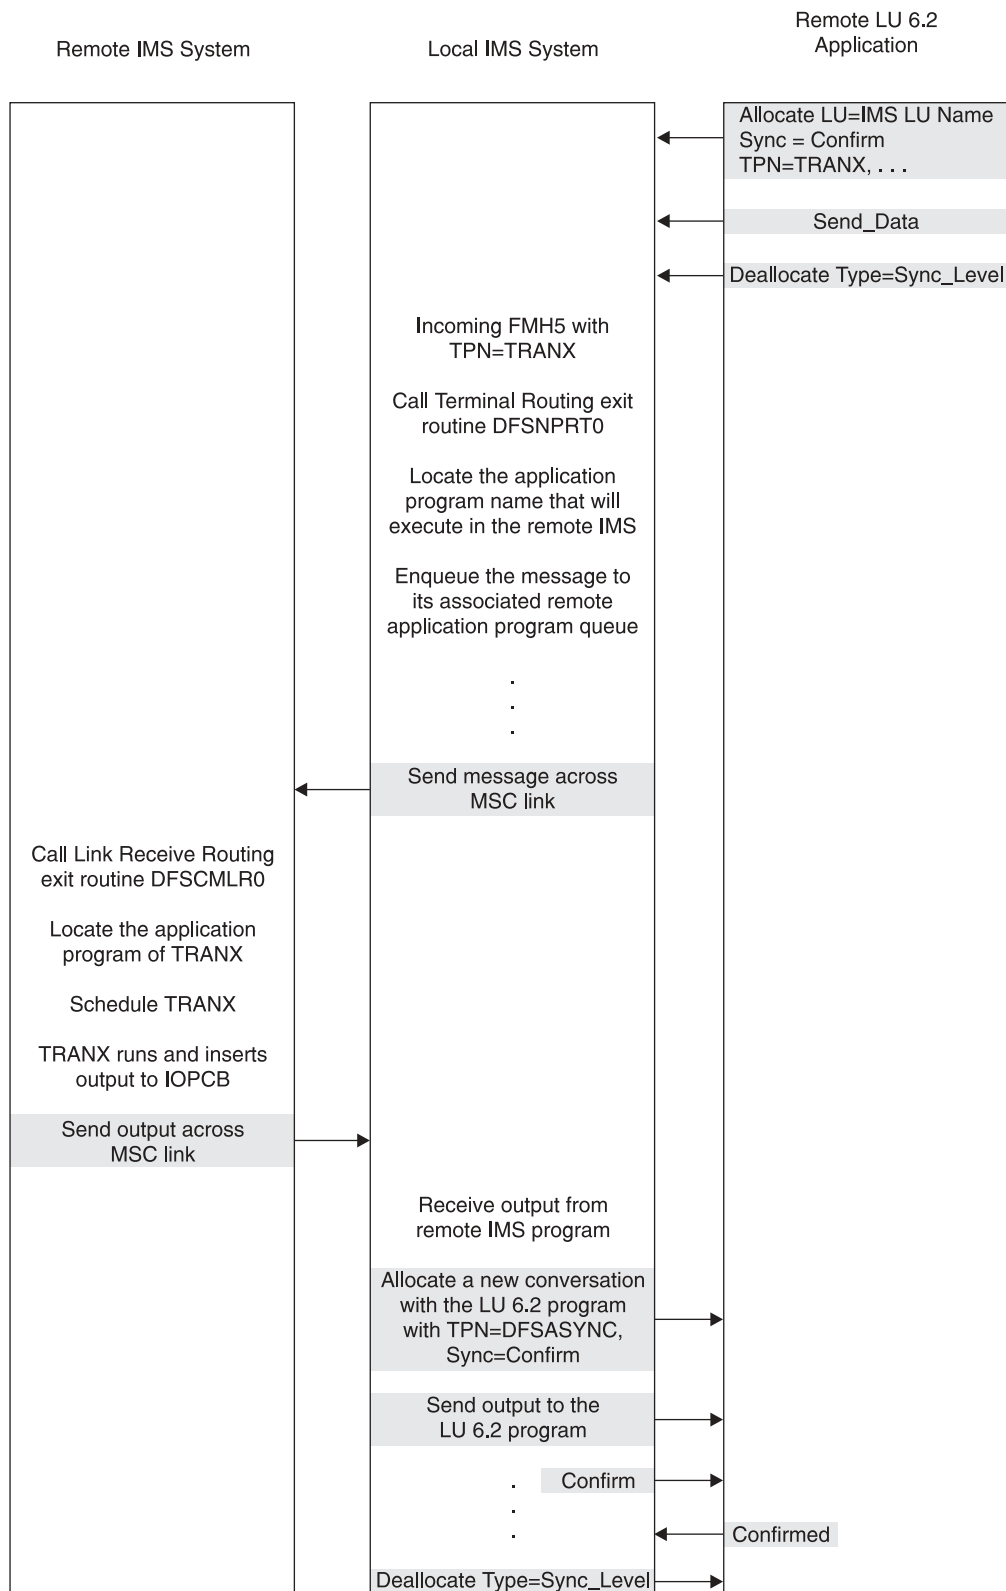 Remote IMS System
Local IMS System
Remote LU 6.2
Application
Allocate LU=IMS LU Name
Sync = Confirm
TPN=TRANX, . . .
Send_Data
Deallocate Type=Sync_Level
Incoming FMH5 with
TPN=TRANX
Call Terminal Routing exit
routine DFSNPRT0
Locate the application
program name that will
execute in the remote IMS
Enqueue the message to
its associated remote
application program queue
.
.
.
Send message across
MSC link
Call Link Receive Routing
exit routine DFSCMLR0
Locate the application
program of TRANX
Schedule TRANX
TRANX runs and inserts
output to IOPCB
Send output across
MSC link
Receive output from
remote IMS program
Allocate a new conversation
with the LU 6.2 program
with TPN=DFSASYNC,
Sync=Confirm
Send output to the
LU 6.2 program
Confirm
.
.
.
Confirmed
Deallocate Type=Sync_Level